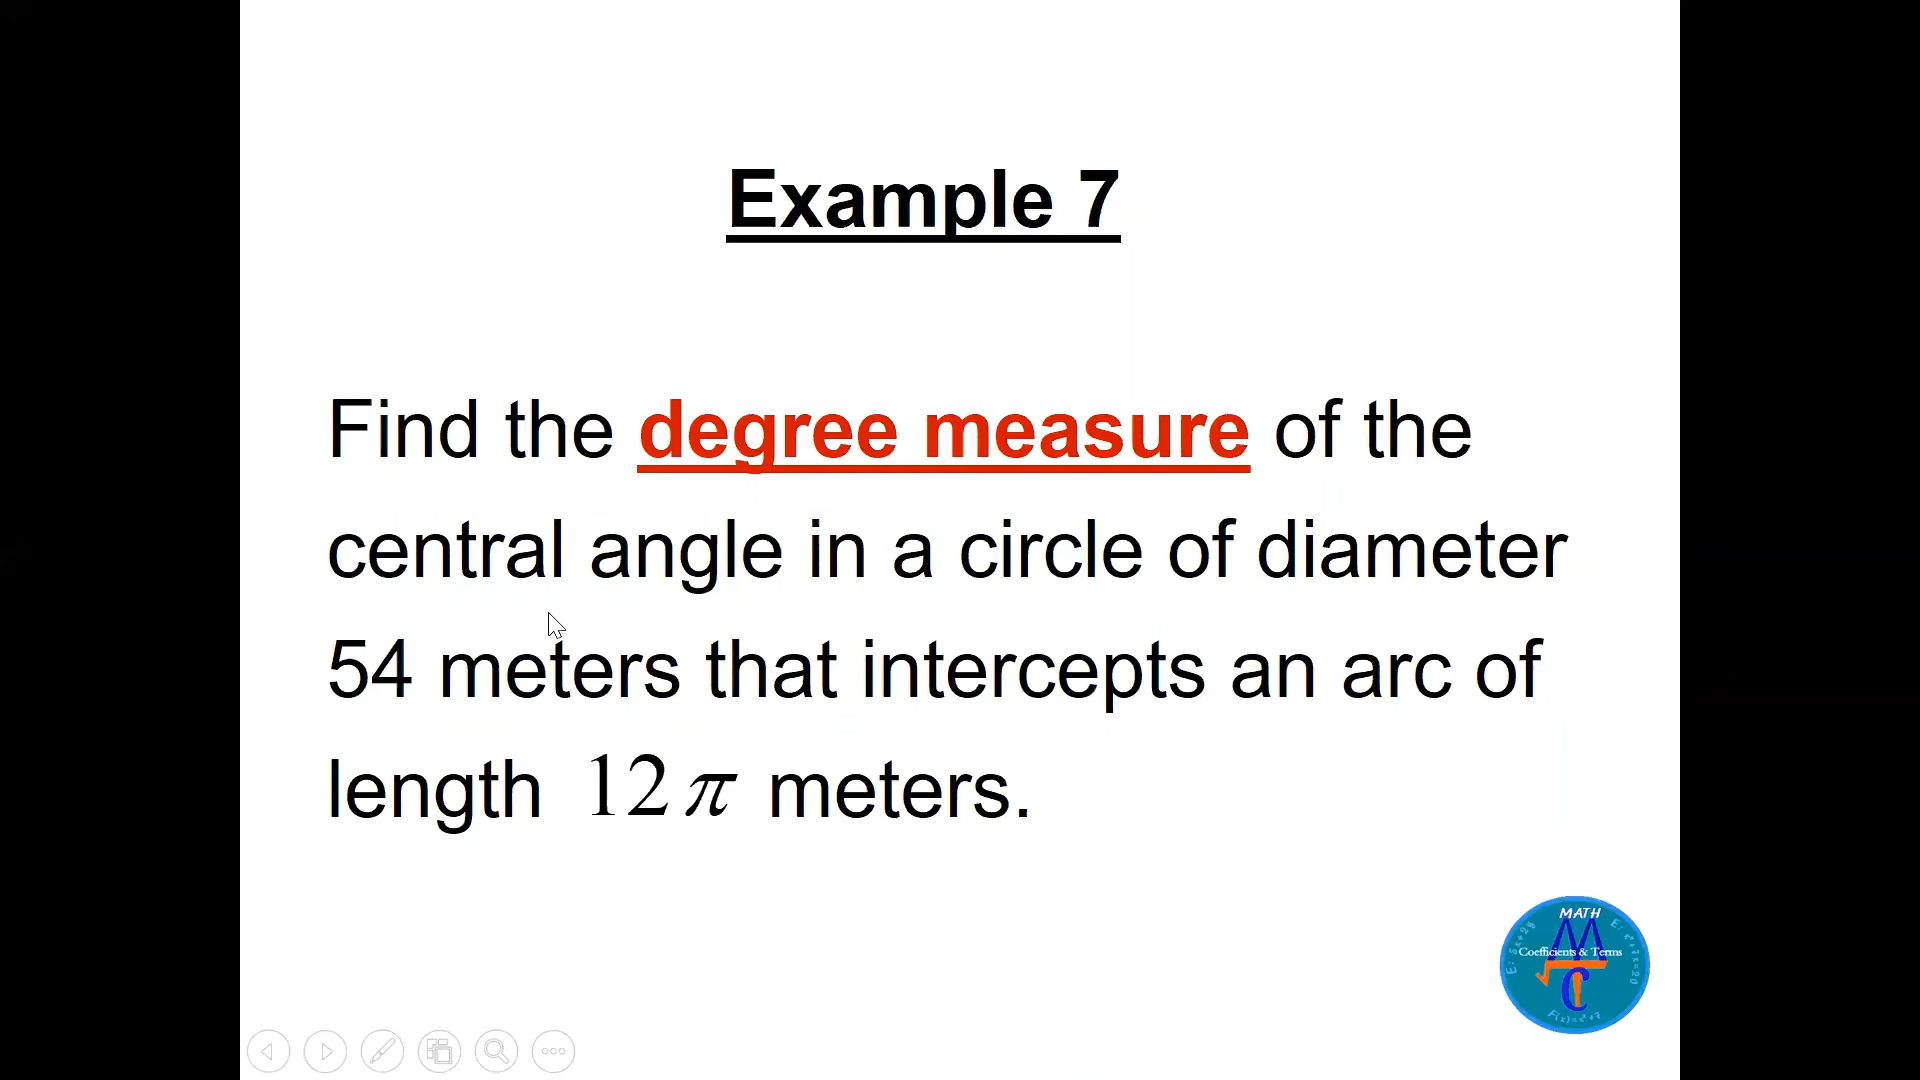 Example 7
Find the degree measure of the
central angle in a circle of diameter
54 meters that intercepts an arc of
length 12π meters.
MATH
Coefficients & Terms